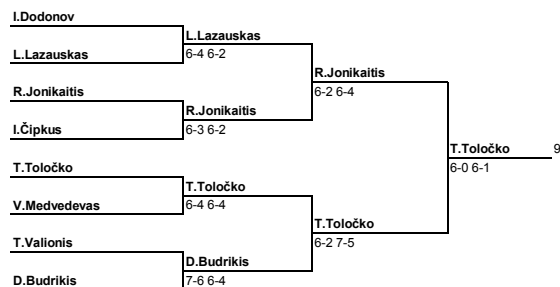 I.Dodonov
L.Lazauskas
L.Lazauskas
6-4 6-2
R.Jonikaitis
R.Jonikaitis
6-2 6-4
R.Jonikaitis
I.Čipkus
6-3 6-2
T.Toločko 9
6-0 6-1
T.Toločko
T.Toločko
V.Medvedevas
6-4 6-4
T.Toločko
6-2 7-5
T.Valionis
D.Budrikis
D.Budrikis
7-6 6-4